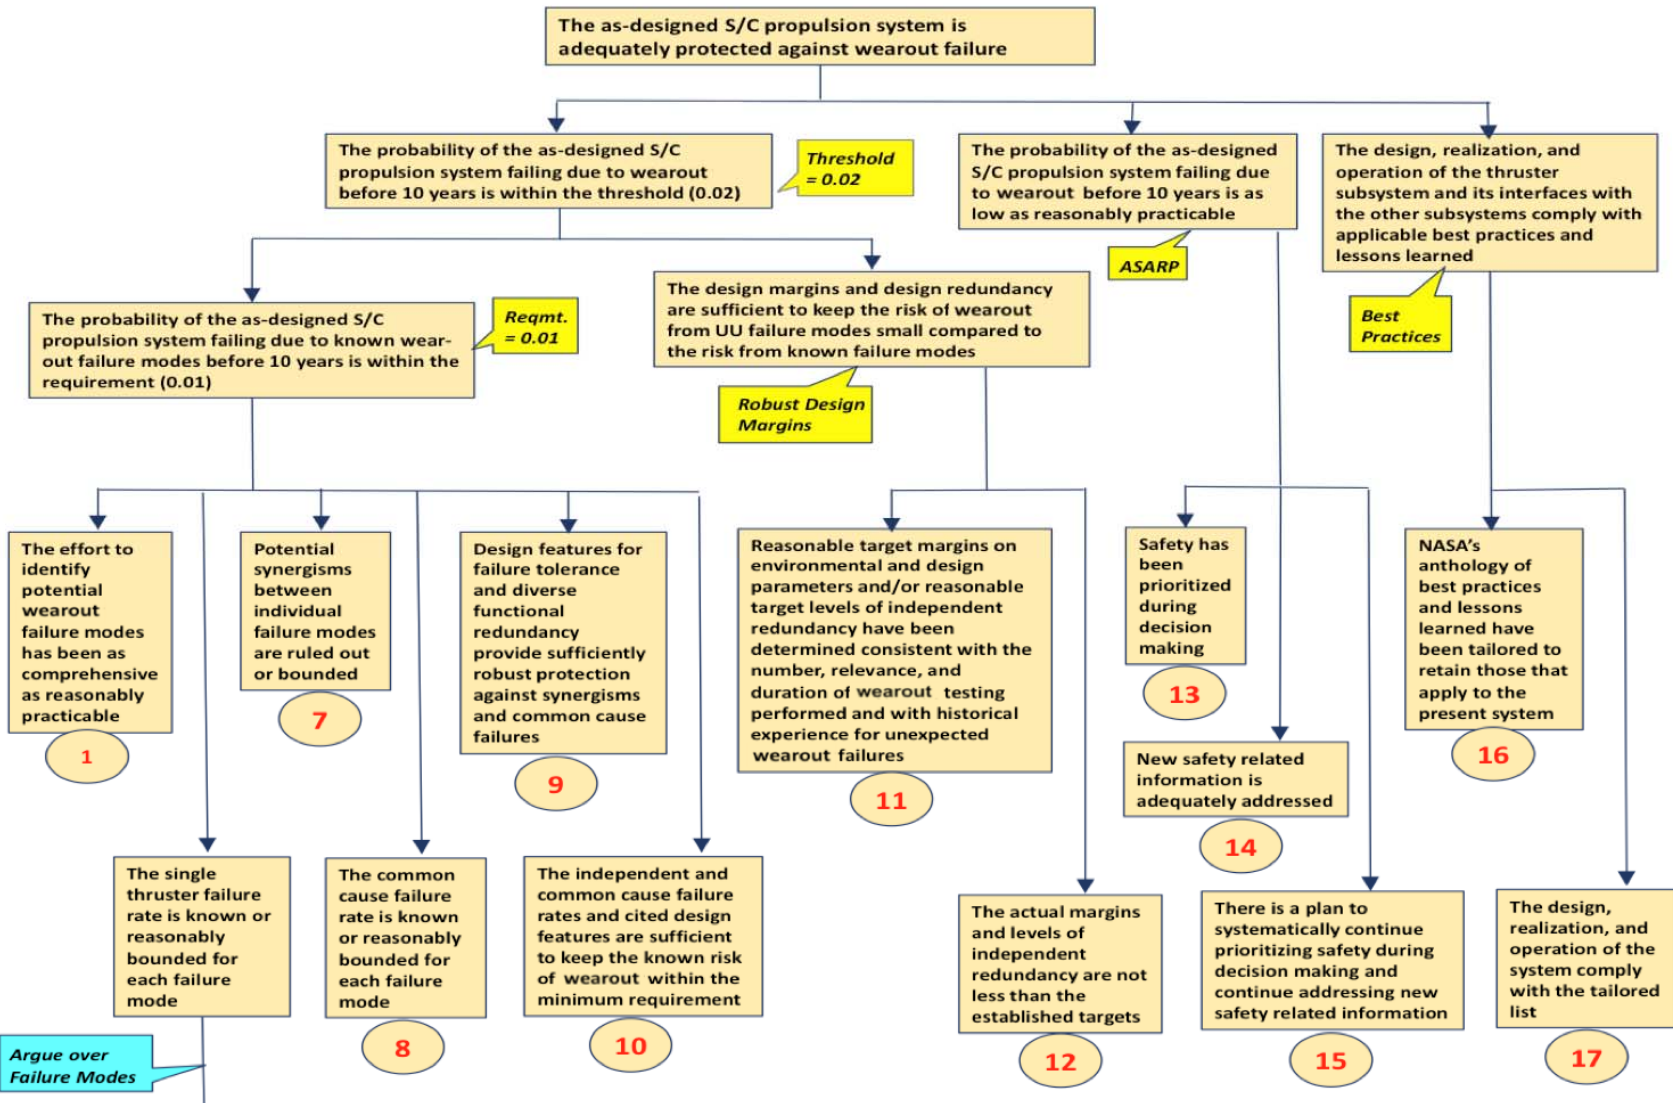 The as-designed S/C propulsion system is
adequately protected against wearout failure
The probability of the as-designed S/C
propulsion system failing due to wearout
before 10 years is within the threshold (0.02)
Threshold
= 0.02
The probability of the as-designed
S/C propulsion system failing due
to wearout before 10 years is as
low as reasonably practicable
ASARP
The design, realization, and
operation of the thruster
subsystem and its interfaces with
the other subsystems comply with
applicable best practices and
lessons learned
Best
Practices
The probability of the as-designed S/C
propulsion system failing due to known wear-
out failure modes before 10 years is within the
requirement (0.01)
Reqmt.
= 0.01
The design margins and design redundancy
are sufficient to keep the risk of wearout
from UU failure modes small compared to
the risk from known failure modes
Robust Design
Margins
The effort to
identify
potential
wearout
failure modes
has been as
comprehensive
as reasonably
practicable
1
Potential
synergisms
between
individual
failure modes
are ruled out
or bounded
7
Design features for
failure tolerance
and diverse
functional
redundancy
provide sufficiently
robust protection
against synergisms
and common cause
failures
9
Reasonable target margins on
environmental and design
parameters and/or reasonable
target levels of independent
redundancy have been
determined consistent with the
number, relevance, and
duration of wearout testing
performed and with historical
experience for unexpected
wearout failures
11
Safety has
been
prioritized
during
decision
making
13
New safety related
information is
adequately addressed
14
NASA’s
anthology of
best practices
and lessons
learned have
been tailored to
retain those that
apply to the
present system
16
The single
thruster failure
rate is known or
reasonably
bounded for
each failure
mode
Argue over
Failure Modes
The common
cause failure
rate is known
or reasonably
bounded for
each failure
mode
8
The independent and
common cause failure
rates and cited design
features are sufficient
to keep the known risk
of wearout within the
minimum requirement
10
The actual margins
and levels of
independent
redundancy are not
less than the
established targets
12
There is a plan to
systematically continue
prioritizing safety during
decision making and
continue addressing new
safety related information
15
The design,
realization, and
operation of the
system comply
with the tailored
list
17